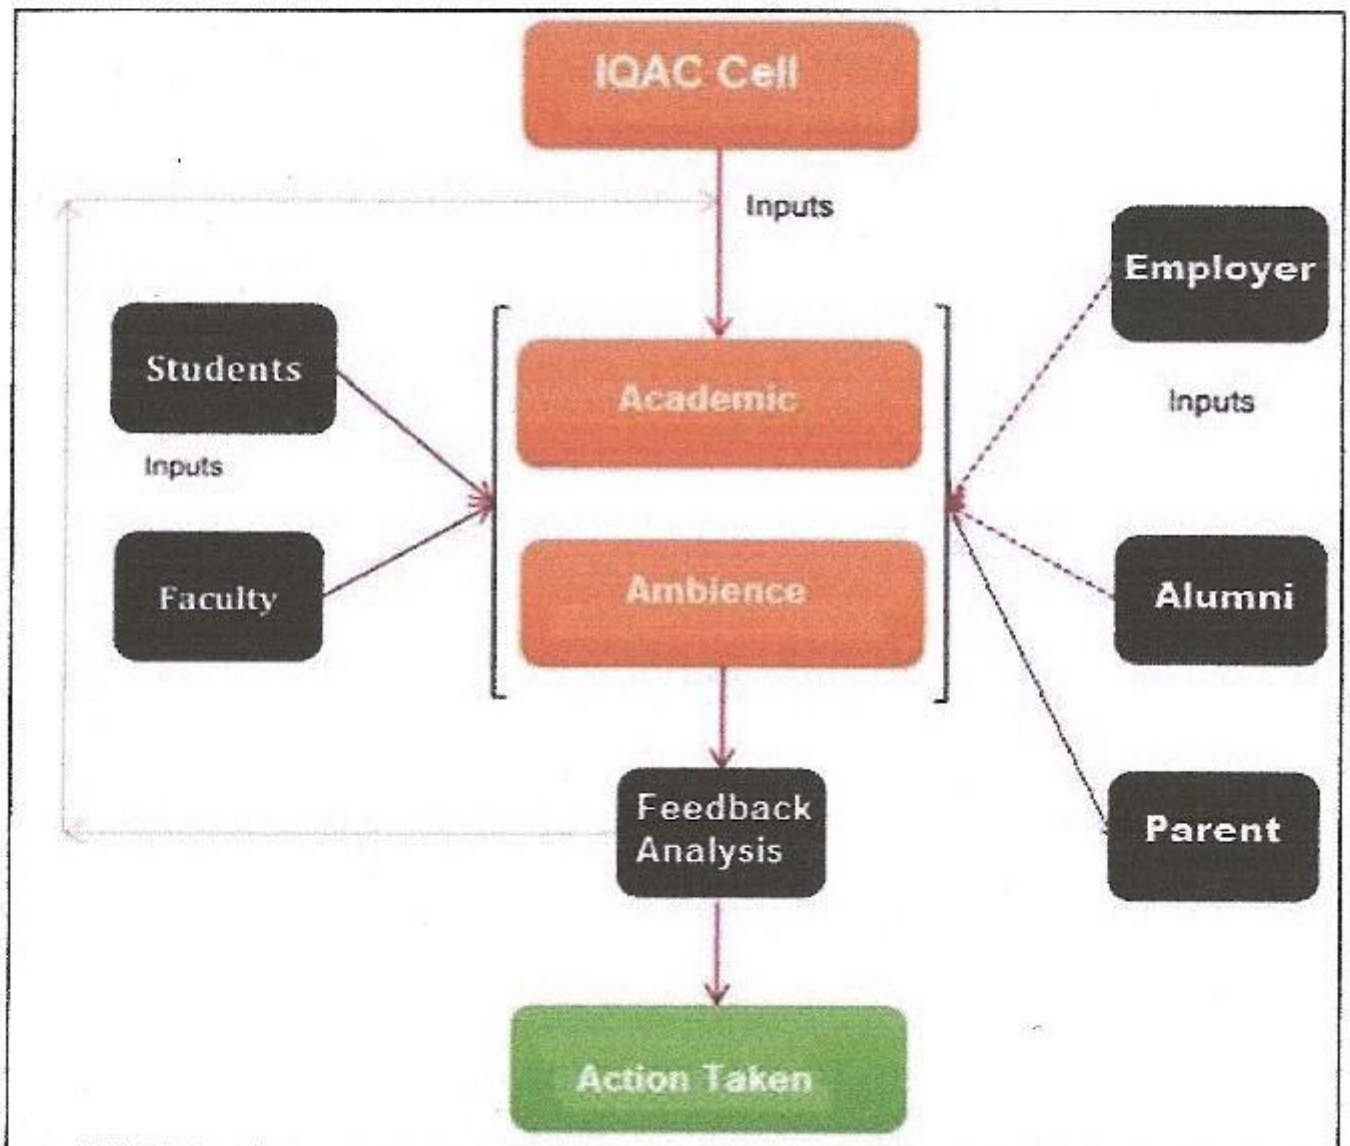 IQAC Cell
Inputs
Employer
Students
Academic
Inputs
Inputs
Faculty
Ambience
Alumni
Feedback
Analysis
Parent
Action Taken